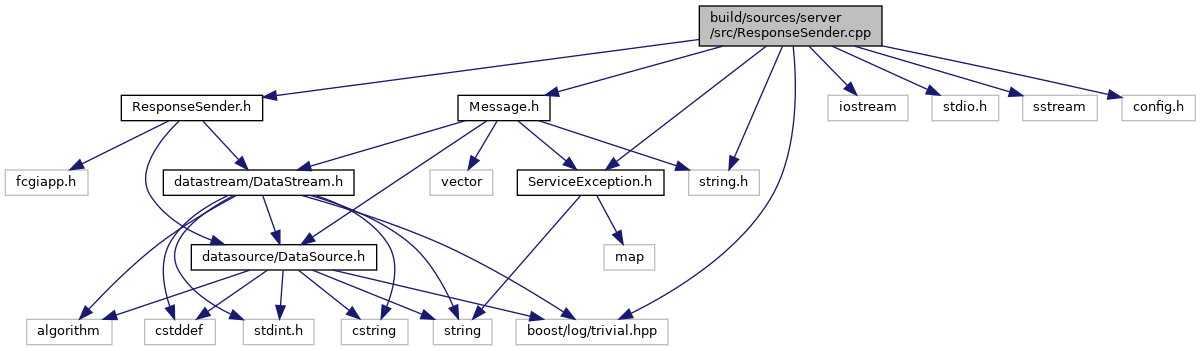 build/sources/server
/src/ResponseSender.cpp
ResponseSender.h
Message.h
iostream
stdio.h
sstream
config.h
fcgiapp.h
datastream/DataStream.h
vector
ServiceException.h
string.h
datasource/DataSource.h
map
algorithm
cstddef
stdint.h
cstring
string
boost/log/trivial.hpp